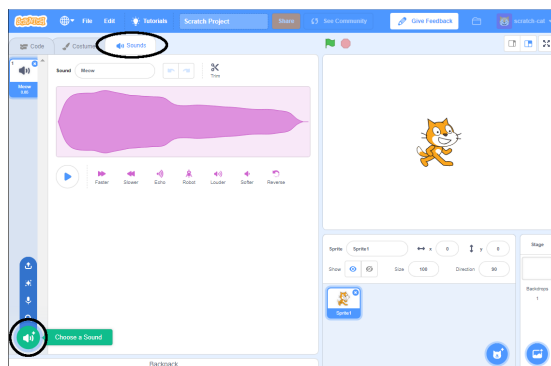 SCRATCH File Edit Tutorials Scratch Project Share See Community Give Feedback scratch-cat
Code Costumes Sounds
1
Meow
Sound Meow Trim
Faster Slower Echo Robot Louder Softer Reverse
Choose a Sound
Backpack
Sprite Sprite1 x 0 y 0
Show Size 100 Direction 90
Sprite1
Stage
Backdrops
1